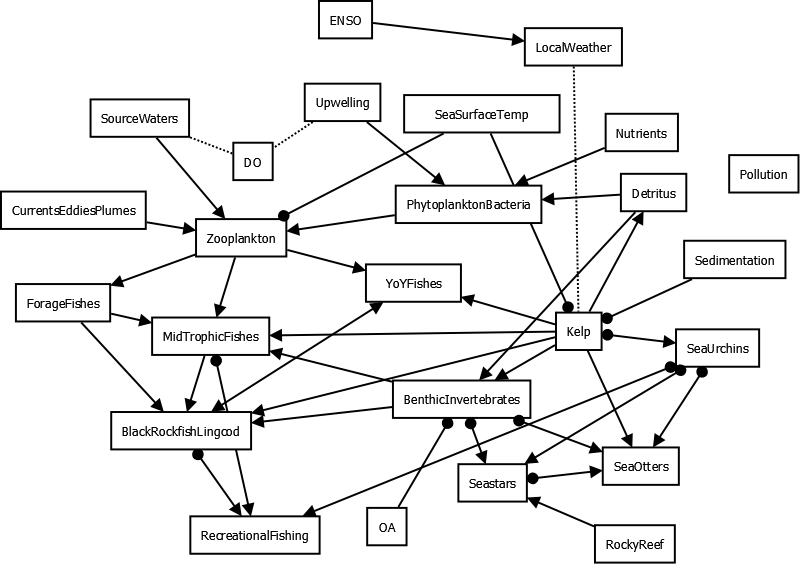 ENSO
LocalWeather
Upwelling
SeaSurfaceTemp
SourceWaters
Nutrients
DO
Pollution
Detritus
PhytoplanktonBacteria
CurrentsEddiesPlumes
Zooplankton
Sedimentation
YoYFishes
ForageFishes
Kelp
MidTrophicFishes
SeaUrchins
BenthicInvertebrates
BlackRockfishLingcod
SeaOtters
Seastars
OA
RecreationalFishing
RockyReef